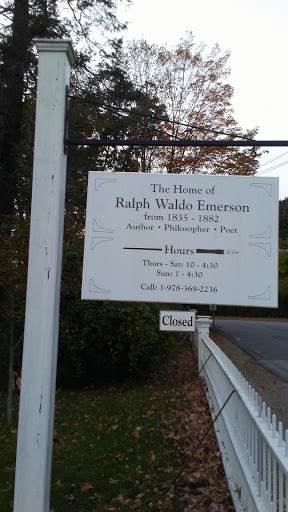 The Home of
Ralph Waldo Emerson
from 1835 - 1882
Author • Philosopher • Poet
Hours
Thurs - Sat: 10 - 4:30
Sun: 1 - 4:30
Call: 1-978-369-2236
Closed